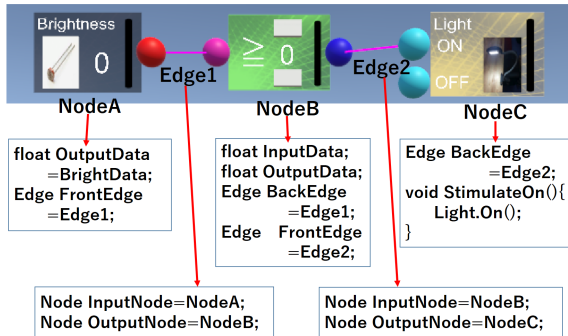 Brightness
0
Edge1
≧
0
Edge2
Light
ON
OFF
NodeA
NodeB
NodeC
float OutputData
=BrightData;
Edge FrontEdge
=Edge1;
float InputData;
float OutputData;
Edge BackEdge
=Edge1;
Edge FrontEdge
=Edge2;
Edge BackEdge
=Edge2;
void StimulateOn(){
Light.On();
}
Node InputNode=NodeA;
Node OutputNode=NodeB;
Node InputNode=NodeB;
Node OutputNode=NodeC;